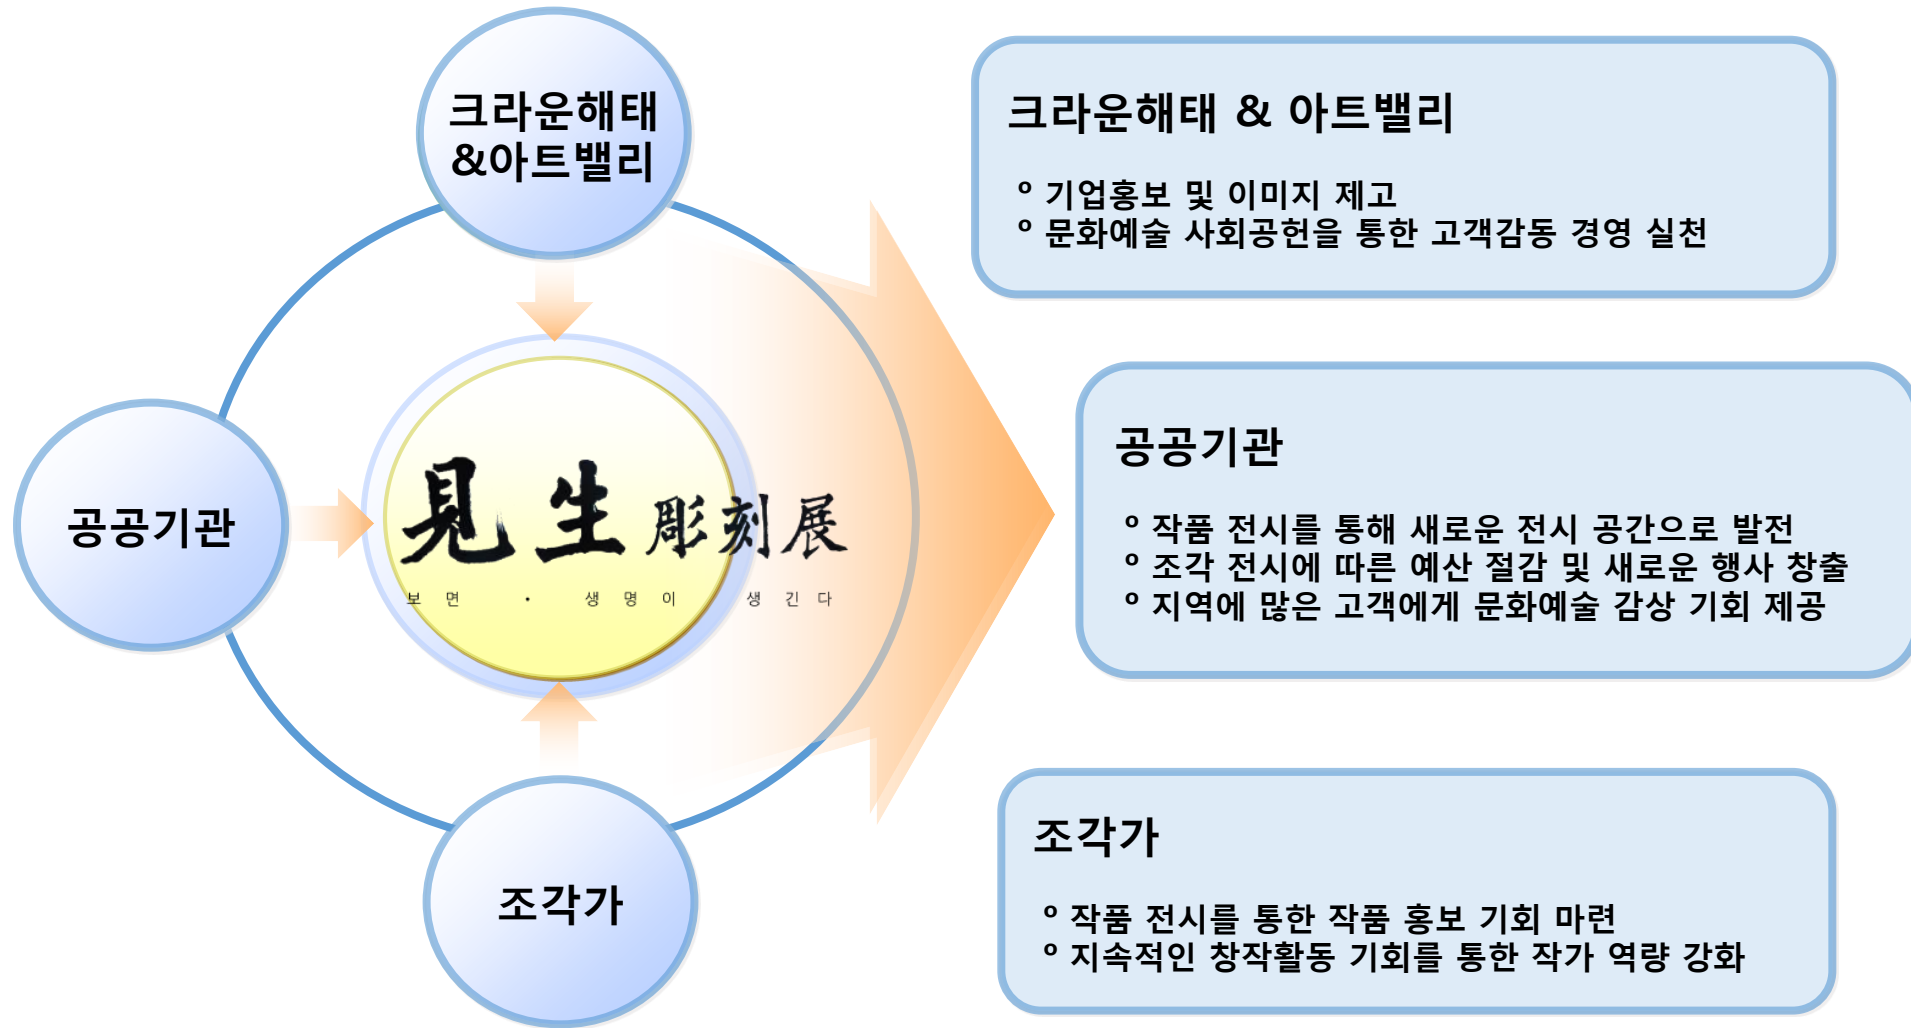 크라운해태
&아트밸리
공공기관
見生彫刻展
보면 · 생명이 생긴다
조각가
크라운해태 & 아트밸리
º 기업홍보 및 이미지 제고
º 문화예술 사회공헌을 통한 고객감동 경영 실천
공공기관
º 작품 전시를 통해 새로운 전시 공간으로 발전
º 조각 전시에 따른 예산 절감 및 새로운 행사 창출
º 지역에 많은 고객에게 문화예술 감상 기회 제공
조각가
º 작품 전시를 통한 작품 홍보 기회 마련
º 지속적인 창작활동 기회를 통한 작가 역량 강화